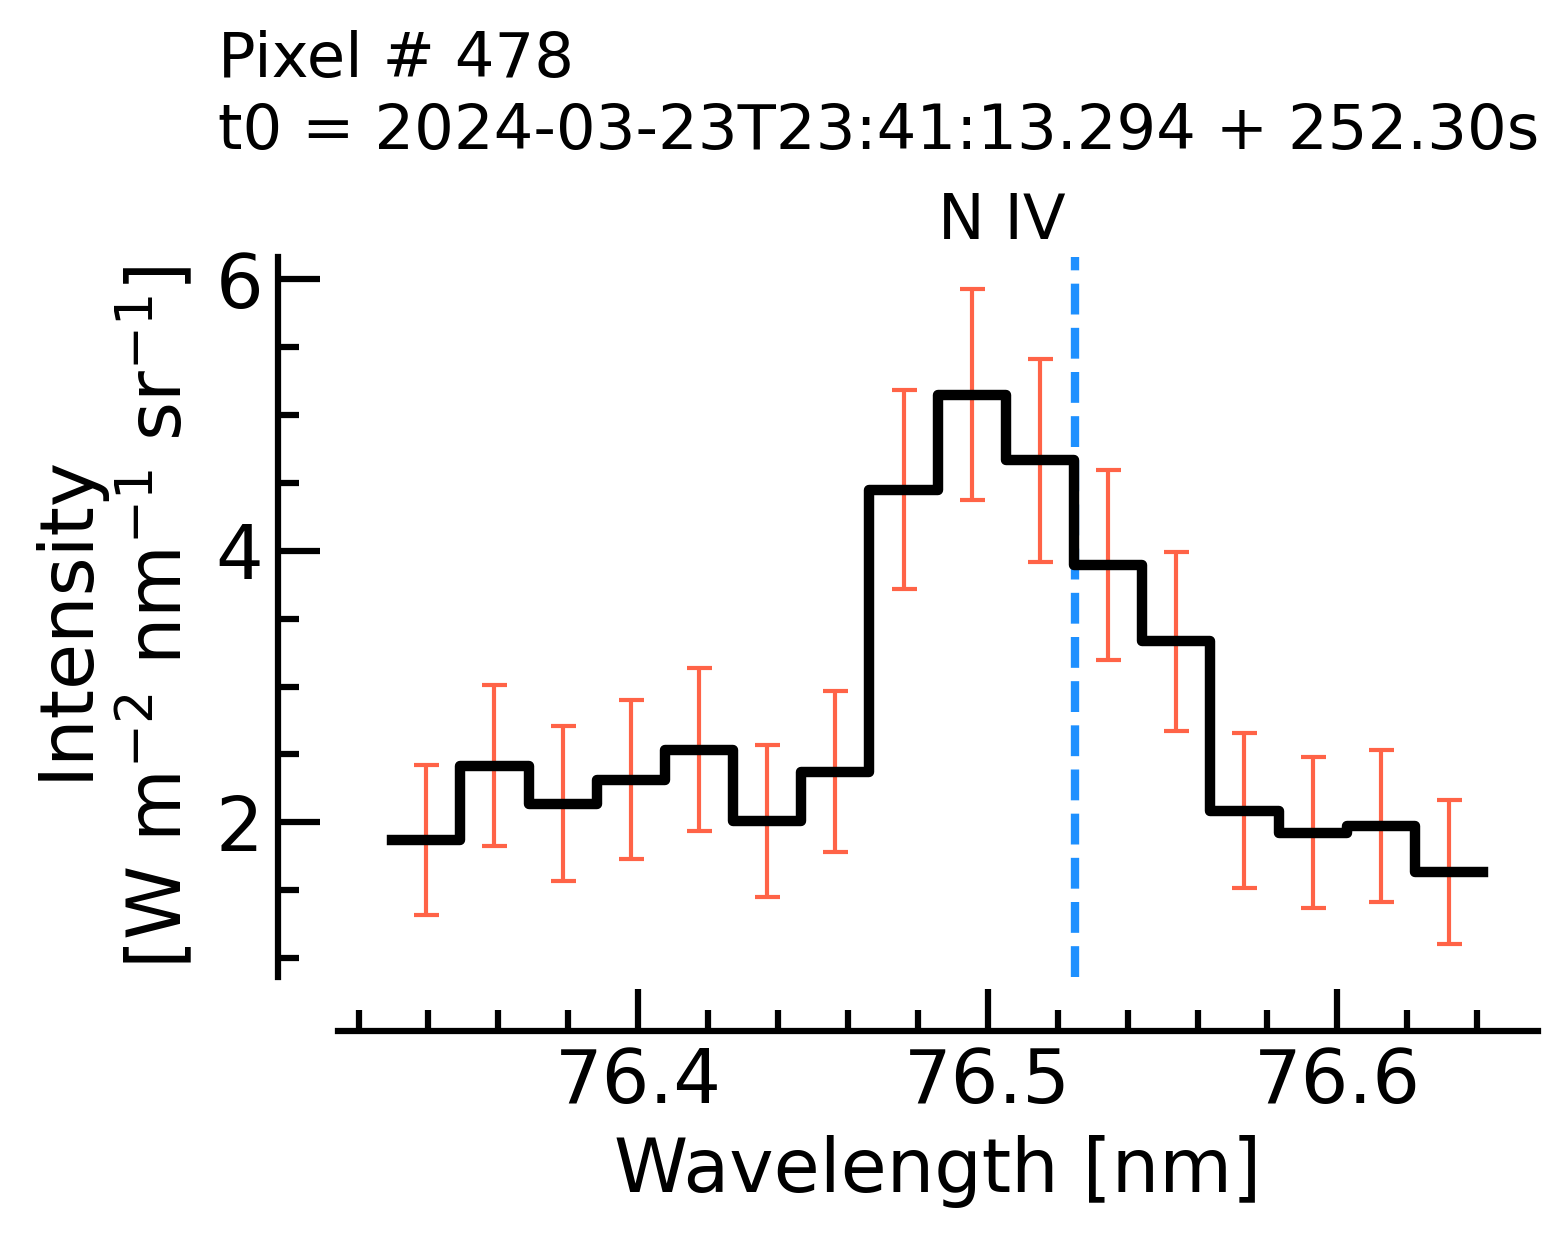 Pixel # 478
t0 = 2024-03-23T23:41:13.294 + 252.30s
N IV
Intensity
[W m⁻² nm⁻¹ sr⁻¹]
6
4
2
76.4 76.5 76.6
Wavelength [nm]